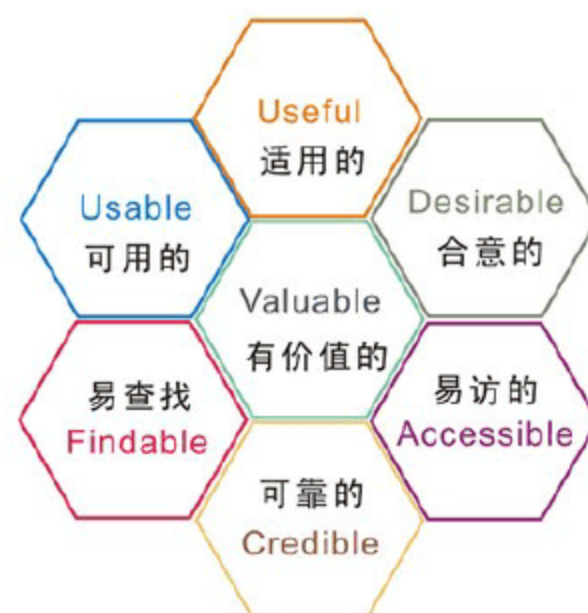 Useful
适用的
Usable
可用的
Desirable
合意的
Valuable
有价值的
易查找
Findable
易访的
Accessible
可靠的
Credible